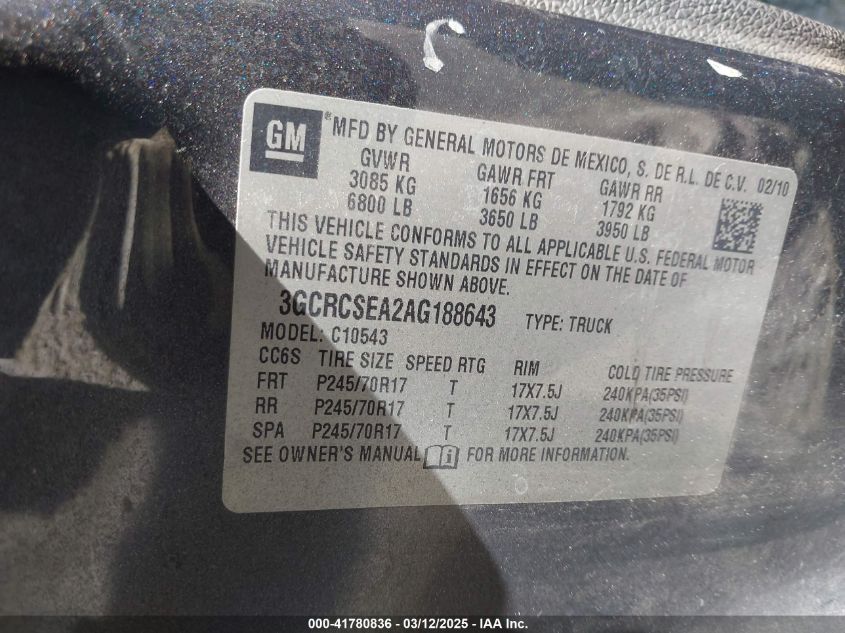 GM
®MFD BY GENERAL MOTORS DE MEXICO, S. DE R.L. DE C.V. 02/10
GVWR GAWR FRT GAWR RR
3085 KG 1656 KG 1792 KG
6800 LB 3650 LB 3950 LB
THIS VEHICLE CONFORMS TO ALL APPLICABLE U.S. FEDERAL MOTOR
VEHICLE SAFETY STANDARDS IN EFFECT ON THE DATE OF
MANUFACTURE SHOWN ABOVE.
3GCRCSEA2AG188643 TYPE: TRUCK
MODEL: C10543
CC6S TIRE SIZE SPEED RTG RIM COLD TIRE PRESSURE
FRT P245/70R17 T 17X7.5J 240KPA(35PSI)
RR P245/70R17 T 17X7.5J 240KPA(35PSI)
SPA P245/70R17 T 17X7.5J 240KPA(35PSI)
SEE OWNER'S MANUAL i FOR MORE INFORMATION.
000-41780836 - 03/12/2025 - IAA Inc.